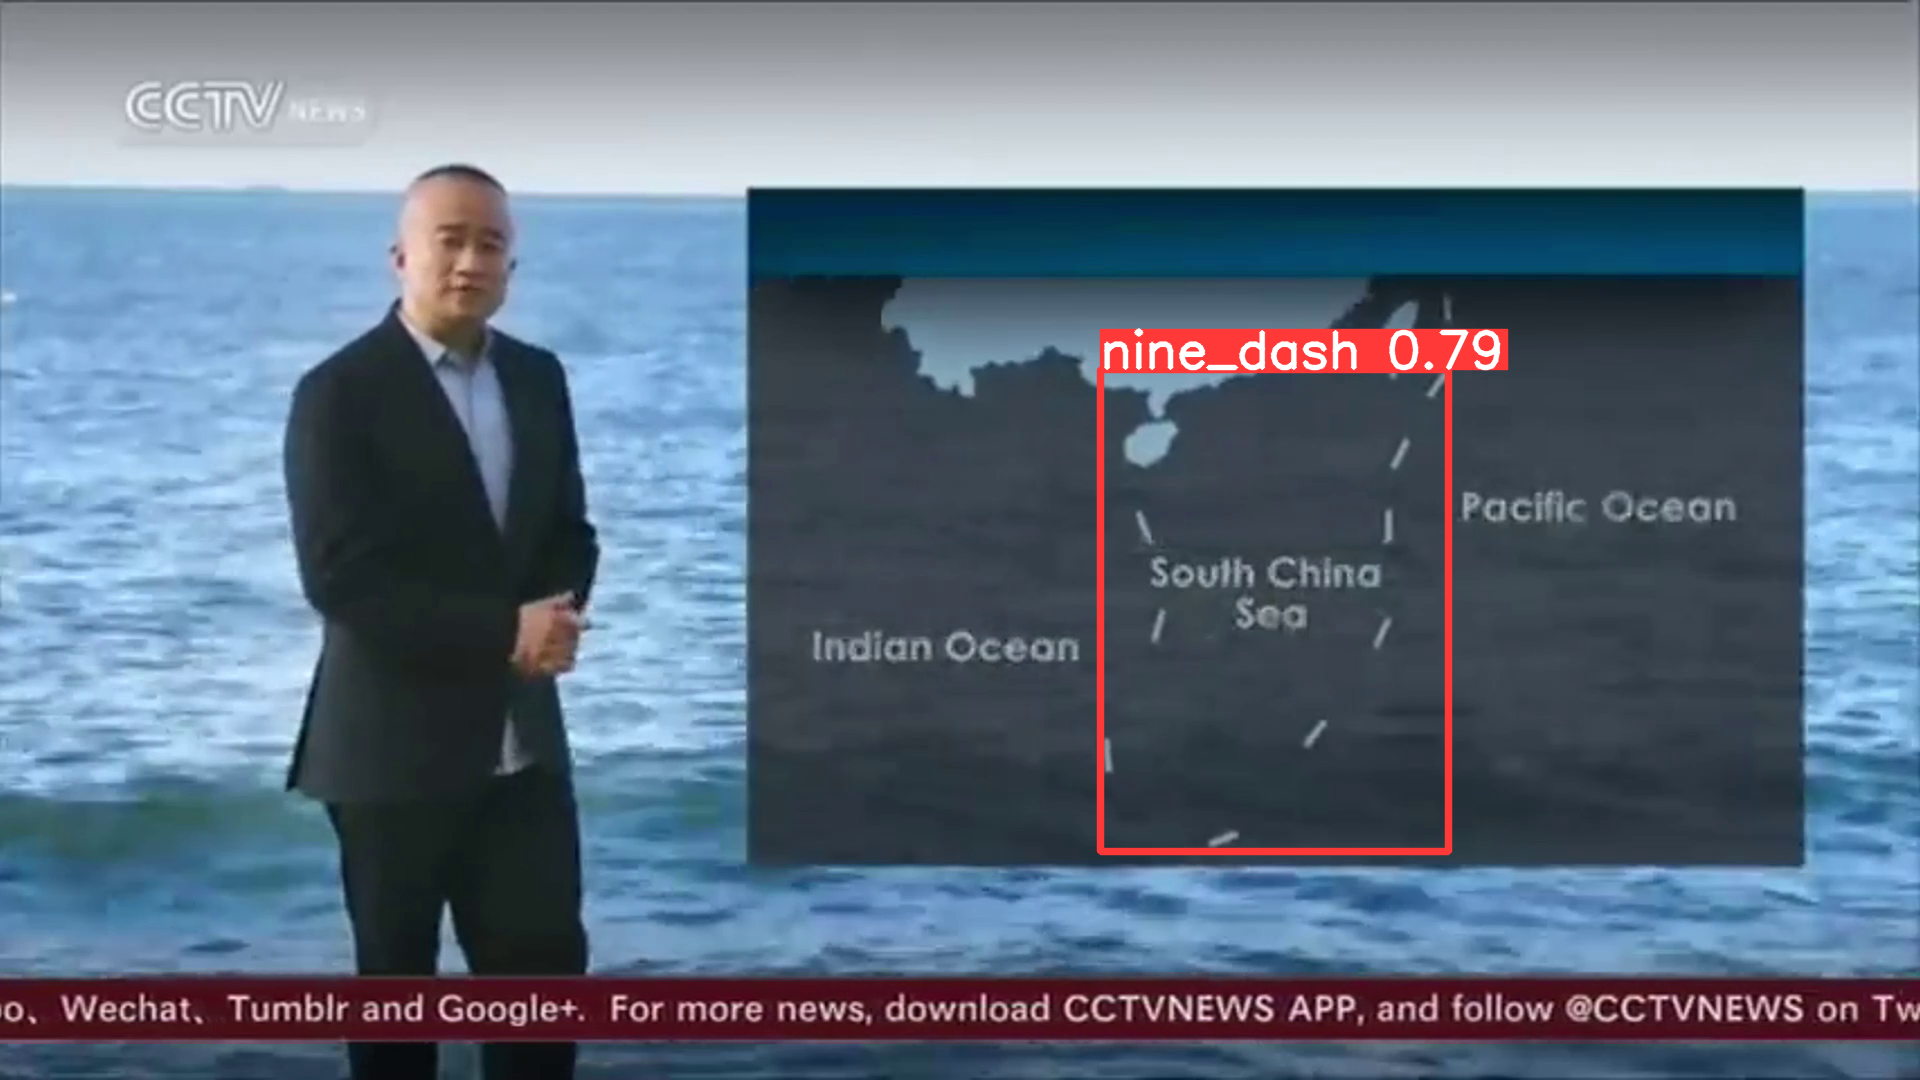 CCTV NEWS
nine_dash 0.79
Pacific Ocean
South China
Sea
Indian Ocean
o、Wechat、Tumblr and Google+. For more news, download CCTVNEWS APP, and follow @CCTVNEWS on Tw